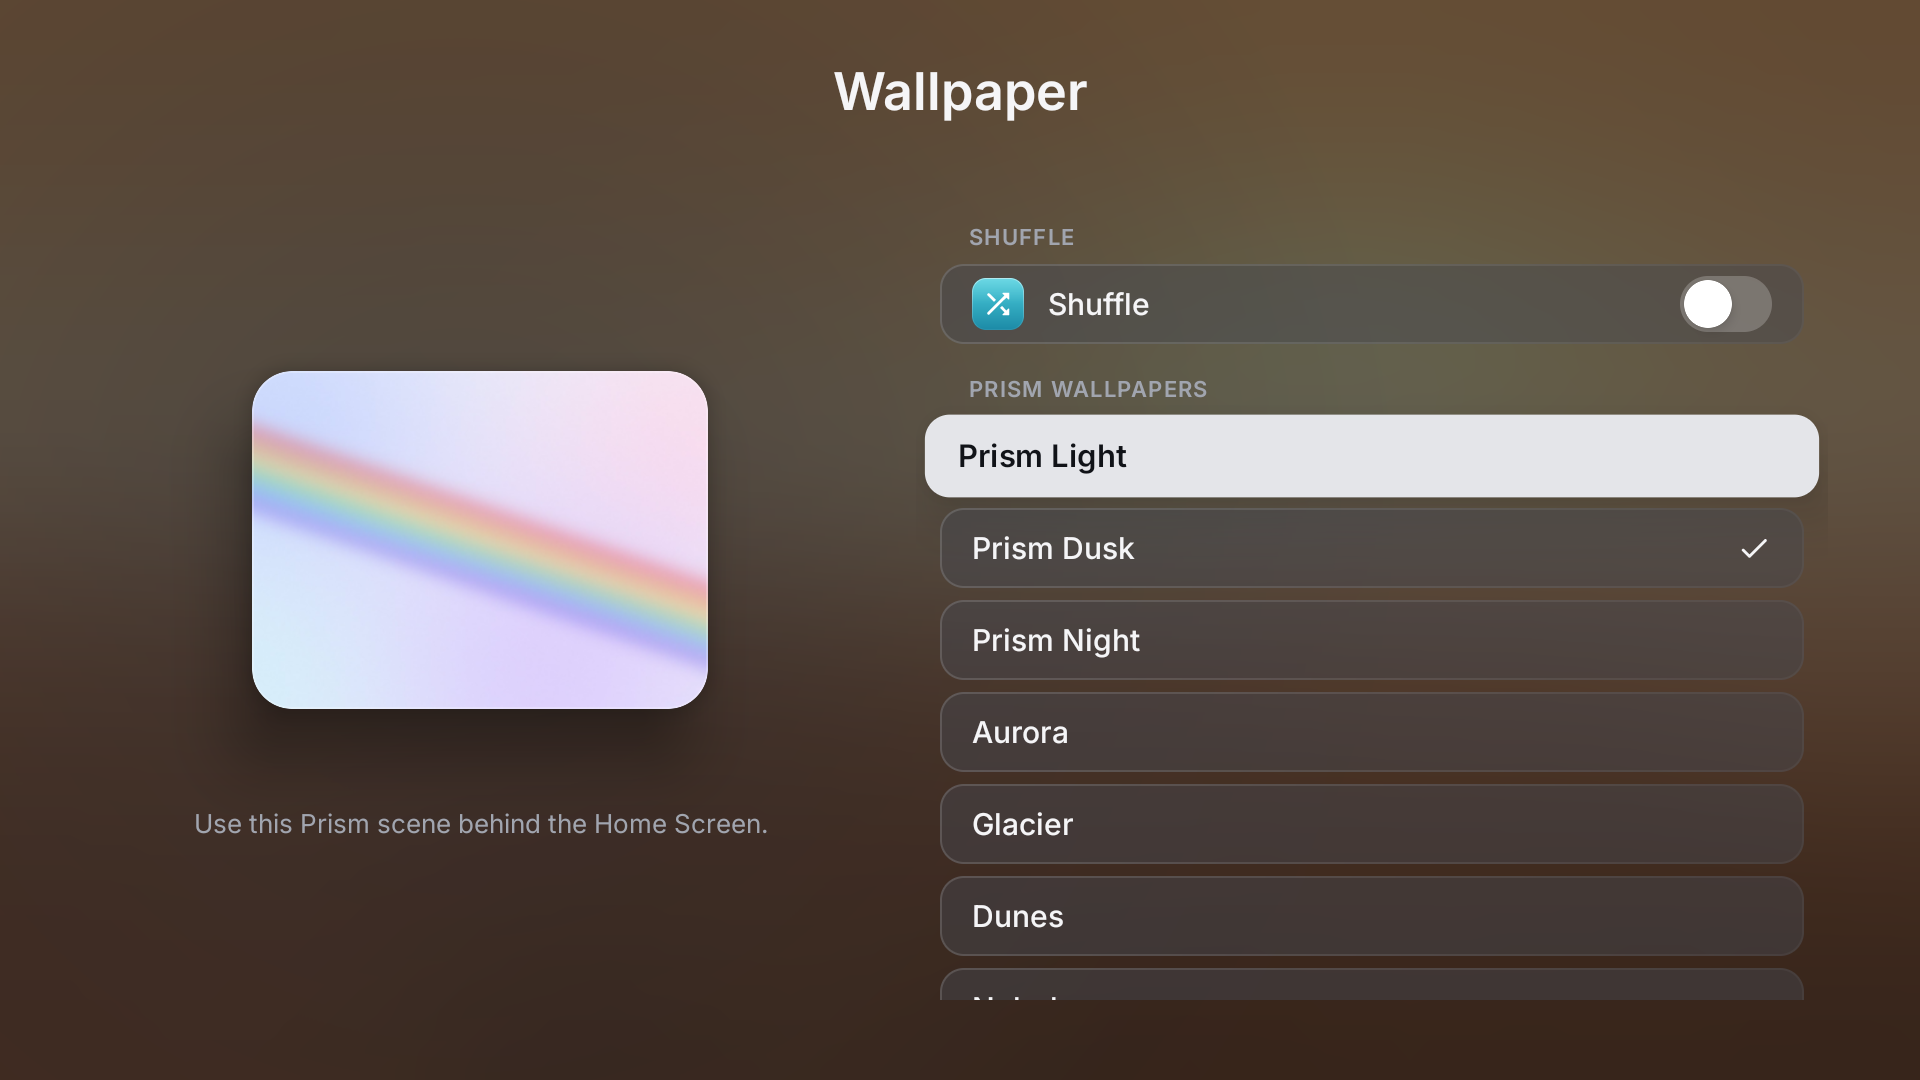 Wallpaper
SHUFFLE
Shuffle
PRISM WALLPAPERS
Prism Light
Prism Dusk
Prism Night
Aurora
Glacier
Dunes
Use this Prism scene behind the Home Screen.